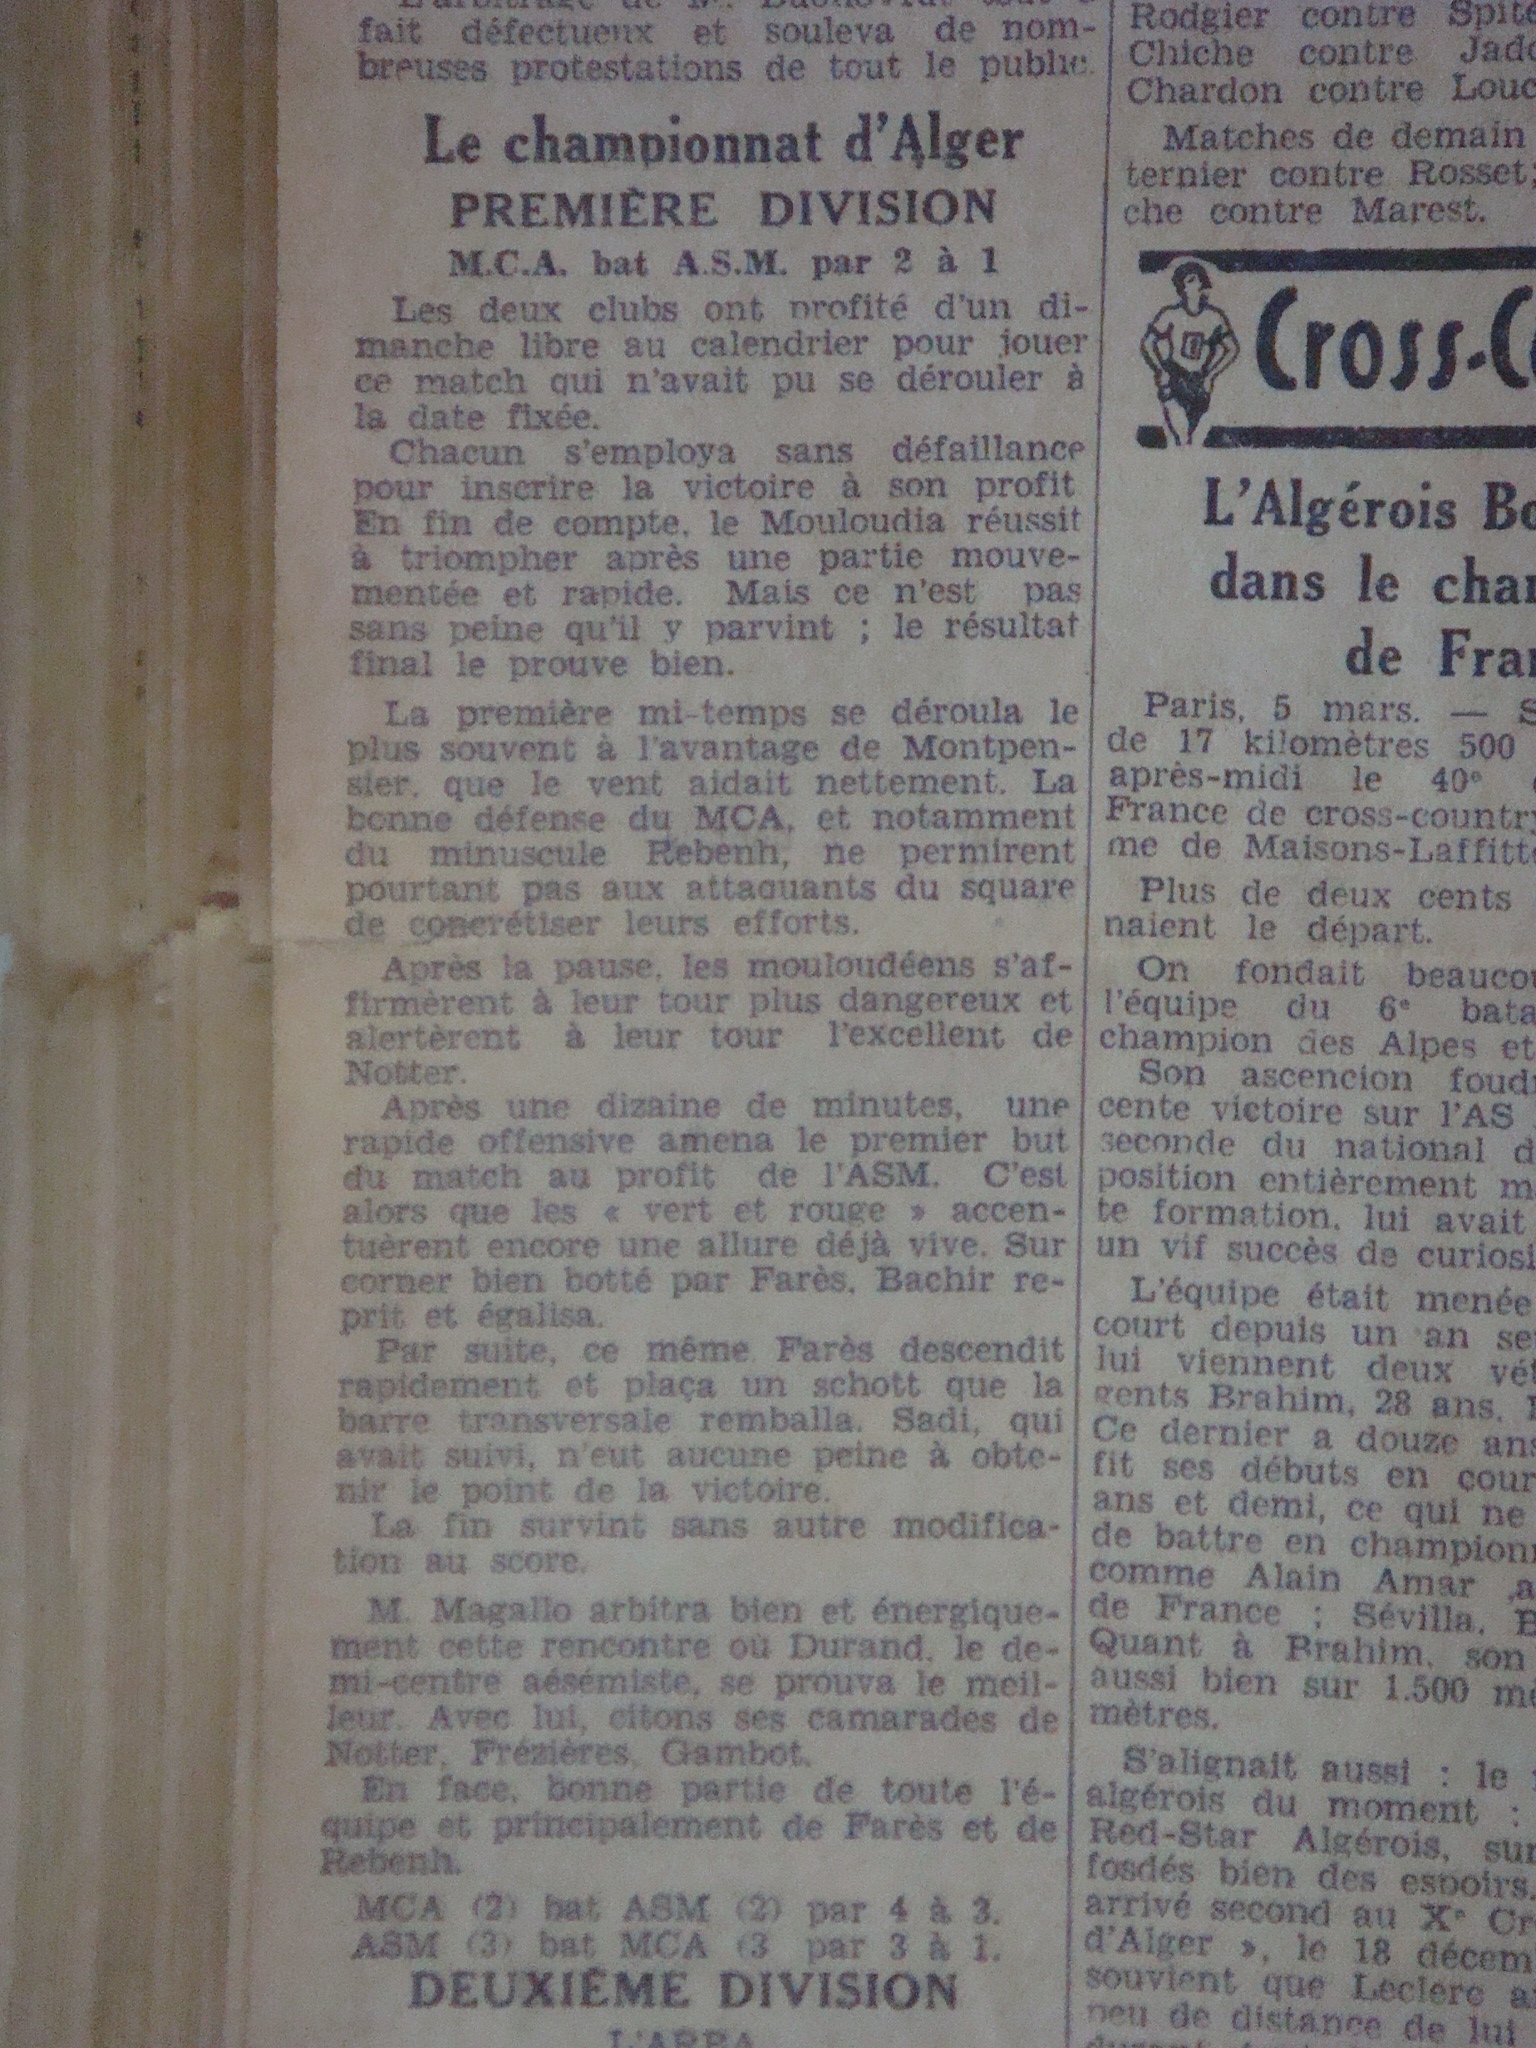 fait défectueux et souleva de nom-
breuses protestations de tout le public.
Le championnat d'Alger
PREMIÈRE DIVISION
M.C.A. bat A.S.M. par 2 à 1
Les deux clubs ont profité d'un di-
manche libre au calendrier pour jouer
ce match qui n'avait pu se dérouler à
la date fixée.
Chacun s'employa sans défaillance
pour inscrire la victoire à son profit
En fin de compte, le Mouloudia réussit
à triompher après une partie mouve-
mentée et rapide. Mais ce n'est pas
sans peine qu'il y parvint ; le résultat
final le prouve bien.
La première mi-temps se déroula le
plus souvent à l'avantage de Montpen-
sier, que le vent aidait nettement. La
bonne défense du MCA, et notamment
du minuscule Rebenh, ne permirent
pourtant pas aux attaquants du square
de concrétiser leurs efforts.
Après la pause, les mouloudéens s'af-
firmèrent à leur tour plus dangereux et
alertèrent à leur tour l'excellent de
Notter.
Après une dizaine de minutes, une
rapide offensive amena le premier but
du match au profit de l'ASM. C'est
alors que les « vert et rouge » accen-
tuèrent encore une allure déjà vive. Sur
corner bien botté par Farès, Bachir re-
prit et égalisa.
Par suite, ce même Farès descendit
rapidement et plaça un schott que la
barre transversale remballa. Sadi, qui
avait suivi, n'eut aucune peine à obte-
nir le point de la victoire.
La fin survint sans autre modifica-
tion au score.
M. Magallo arbitra bien et énergique-
ment cette rencontre où Durand, le de-
mi-centre aésémiste, se prouva le meil-
leur. Avec lui, citons ses camarades de
Notter, Frézières, Gambot.
En face, bonne partie de toute l'é-
quipe et principalement de Farès et de
Rebenh.
MCA (2) bat ASM (2) par 4 à 3.
ASM (3) bat MCA (3 par 3 à 1.
DEUXIÈME DIVISION
L'ARBA
Rodgier contre
Chiche contre
Chardon contre
Matches de demain
ternier contre Rosset;
che contre Marest.
Cross-
L'Algérois
dans le
de
Paris, 5 mars. —
de 17 kilomètres 500
après-midi le 40e
France de cross-country
me de Maisons-Laffitte
Plus de deux cents
naient le départ.
On fondait
l'équipe du 6e
champion des Alpes et
Son ascencion
cente victoire sur l'AS
seconde du national
position entièrement
te formation, lui avait
un vif succès de
L'équipe était menée
court depuis un an
lui viennent deux
gents Brahim, 28 ans.
Ce dernier a douze
fit ses débuts en
ans et demi, ce qui ne
de battre en
comme Alain Amar
de France ; Sévilla,
Quant à Brahim, son
aussi bien sur 1.500
mètres.
S'alignait aussi : le
algérois du moment :
Red-Star Algérois,
fosdés bien des espoirs,
arrivé second au Xe
d'Alger », le 18
souvient que Leclerc
peu de distance de lui